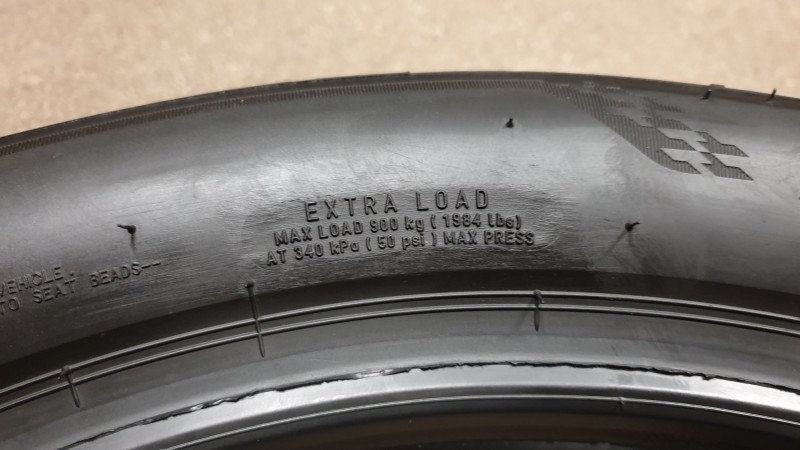 EXTRA LOAD
MAX LOAD 900 kg ( 1984 lbs)
AT 340 kPa ( 50 psi ) MAX PRESS
VEHICLE.
TO SEAT BEADS--